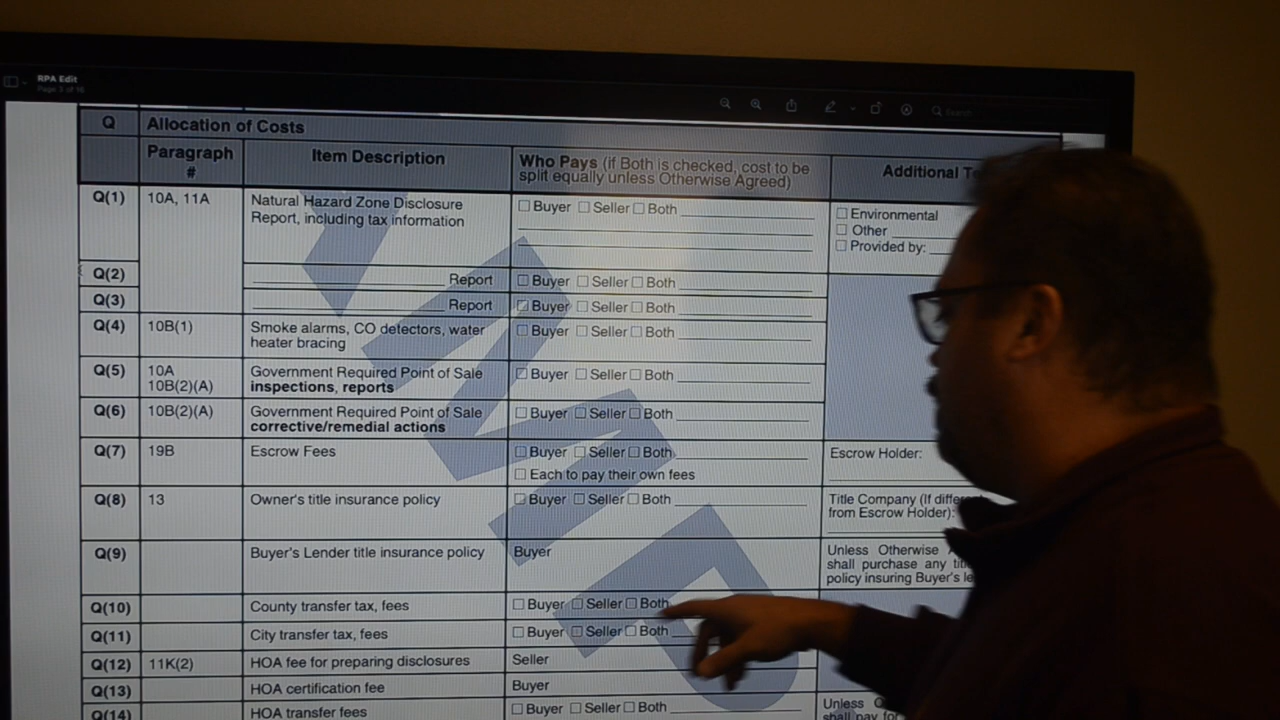 RPA Edit
Page 3 of 16
Search
Q Allocation of Costs
Paragraph # Item Description Who Pays (if Both is checked, cost to be split equally unless Otherwise Agreed) Additional
Q(1) 10A, 11A Natural Hazard Zone Disclosure Report, including tax information Buyer Seller Both Environmental
Other
Provided by:
Q(2) Report Buyer Seller Both
Q(3) Report Buyer Seller Both
Q(4) 10B(1) Smoke alarms, CO detectors, water heater bracing Buyer Seller Both
Q(5) 10A 10B(2)(A) Government Required Point of Sale inspections, reports Buyer Seller Both
Q(6) 10B(2)(A) Government Required Point of Sale corrective/remedial actions Buyer Seller Both
Q(7) 19B Escrow Fees Buyer Seller Both Escrow Holder:
Each to pay their own fees
Q(8) 13 Owner's title insurance policy Buyer Seller Both Title Company (If different from Escrow Holder):
Q(9) Buyer's Lender title insurance policy Buyer Unless Otherwise
shall purchase any
policy insuring Buyer's
Q(10) County transfer tax, fees Buyer Seller Both
Q(11) City transfer tax, fees Buyer Seller Both
Q(12) 11K(2) HOA fee for preparing disclosures Seller
Q(13) HOA certification fee Buyer
Q(14) HOA transfer fees Buyer Seller Both Unless
shall pay for